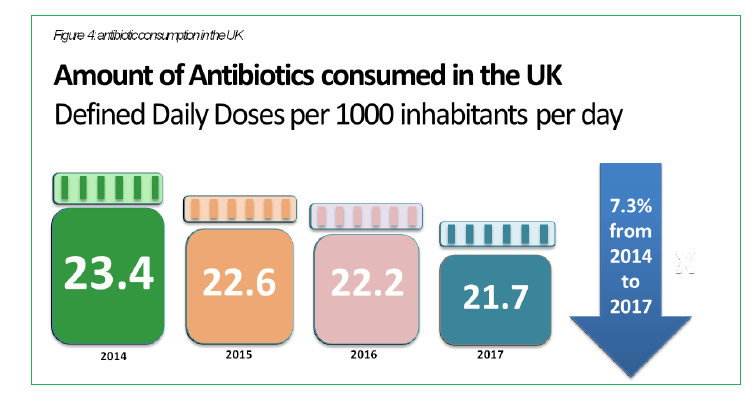 Figure 4: antibiotic consumption in the UK
Amount of Antibiotics consumed in the UK
Defined Daily Doses per 1000 inhabitants per day
23.4
22.6
22.2
21.7
2014
2015
2016
2017
7.3%
from
2014
to
2017